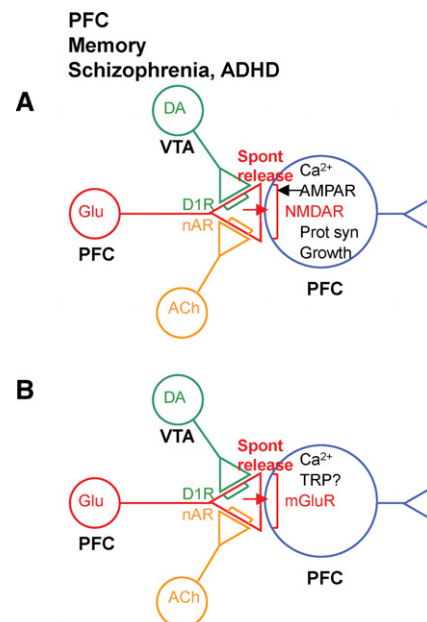 PFC
Memory
Schizophrenia, ADHD
A
DA
VTA
Spont
release
Ca²⁺
AMPAR
D1R
Glu
NMDAR
nAR
Prot syn
PFC
Growth
PFC
ACh
B
DA
VTA
Spont
release
Ca²⁺
TRP?
D1R
Glu
mGluR
nAR
PFC
PFC
ACh